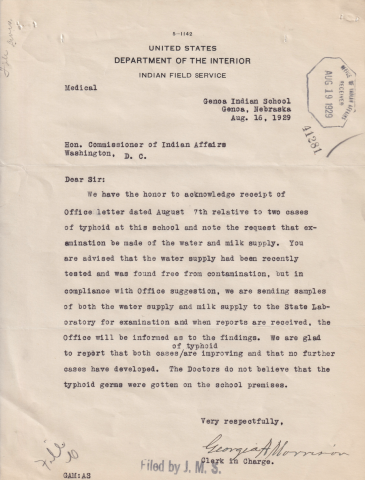 5-1142
UNITED STATES
DEPARTMENT OF THE INTERIOR
INDIAN FIELD SERVICE
Medical
OFFICE OF INDIAN AFFAIRS
RECEIVED
AUG 19 1929
41281
Genoa Indian School
Genoa, Nebraska
Aug. 16, 1929
Hon. Commissioner of Indian Affairs
Washington, D. C.
Dear Sir:
We have the honor to acknowledge receipt of
Office letter dated August 7th relative to two cases
of typhoid at this school and note the request that ex-
amination be made of the water and milk supply. You
are advised that the water supply had been recently
tested and was found free from contamination, but in
compliance with Office suggestion, we are sending samples
of both the water supply and milk supply to the State Lab-
oratory for examination and when reports are received, the
Office will be informed as to the findings. We are glad
of typhoid
to report that both cases/are improving and that no further
cases have developed. The Doctors do not believe that the
typhoid germs were gotten on the school premises.
Very respectfully,
Georgia A Morrison
Clerk in Charge.
File
Filed by J. M. S.
GAM:AS